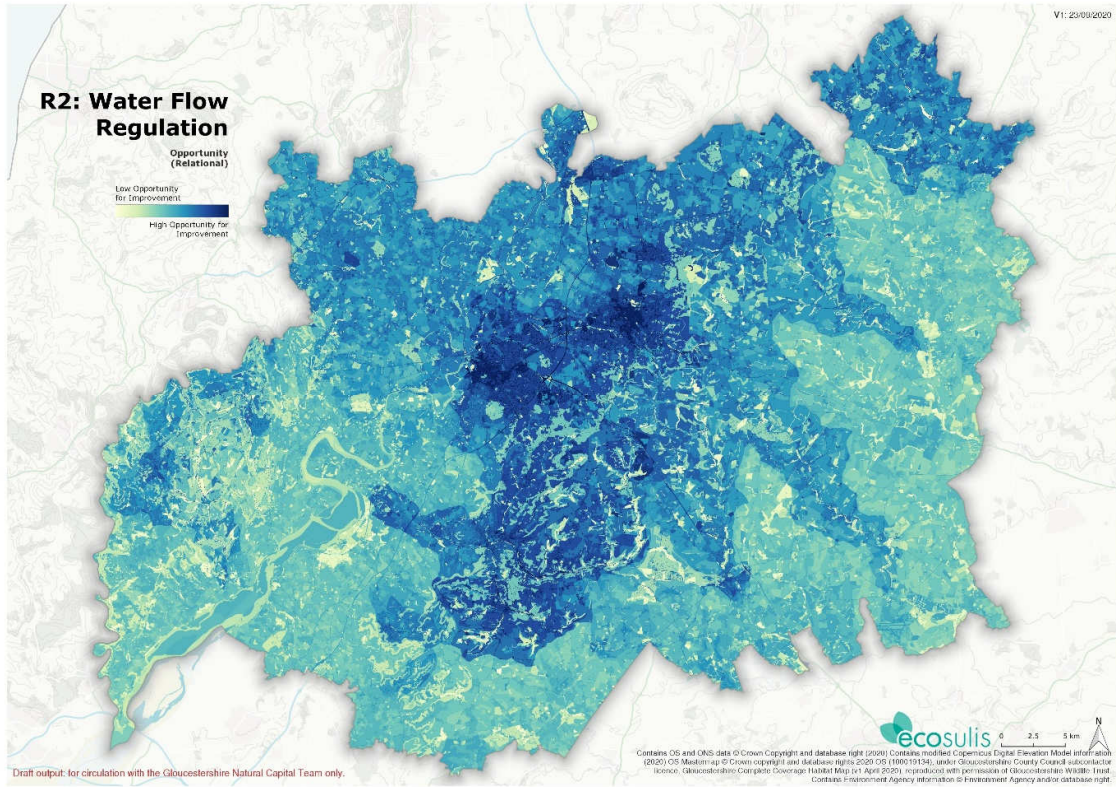 V1: 23/09/2020
R2: Water Flow
Regulation
Opportunity
(Relational)
Low Opportunity
for Improvement
High Opportunity for
Improvement
ecosulis
0 2.5 5 km
N
Contains OS and ONS data © Crown Copyright and database right (2020) Contains modified Copernicus Digital Elevation Model information
(2020) OS Mastermap © Crown copyright and database rights 2020 OS (100019134), under Gloucestershire County Council subcontractor
licence. Gloucestershire Complete Coverage Habitat Map (v1 April 2020), reproduced with permission of Gloucestershire Wildlife Trust.
Contains Environment Agency information © Environment Agency and/or database right.
Draft output: for circulation with the Gloucestershire Natural Capital Team only.